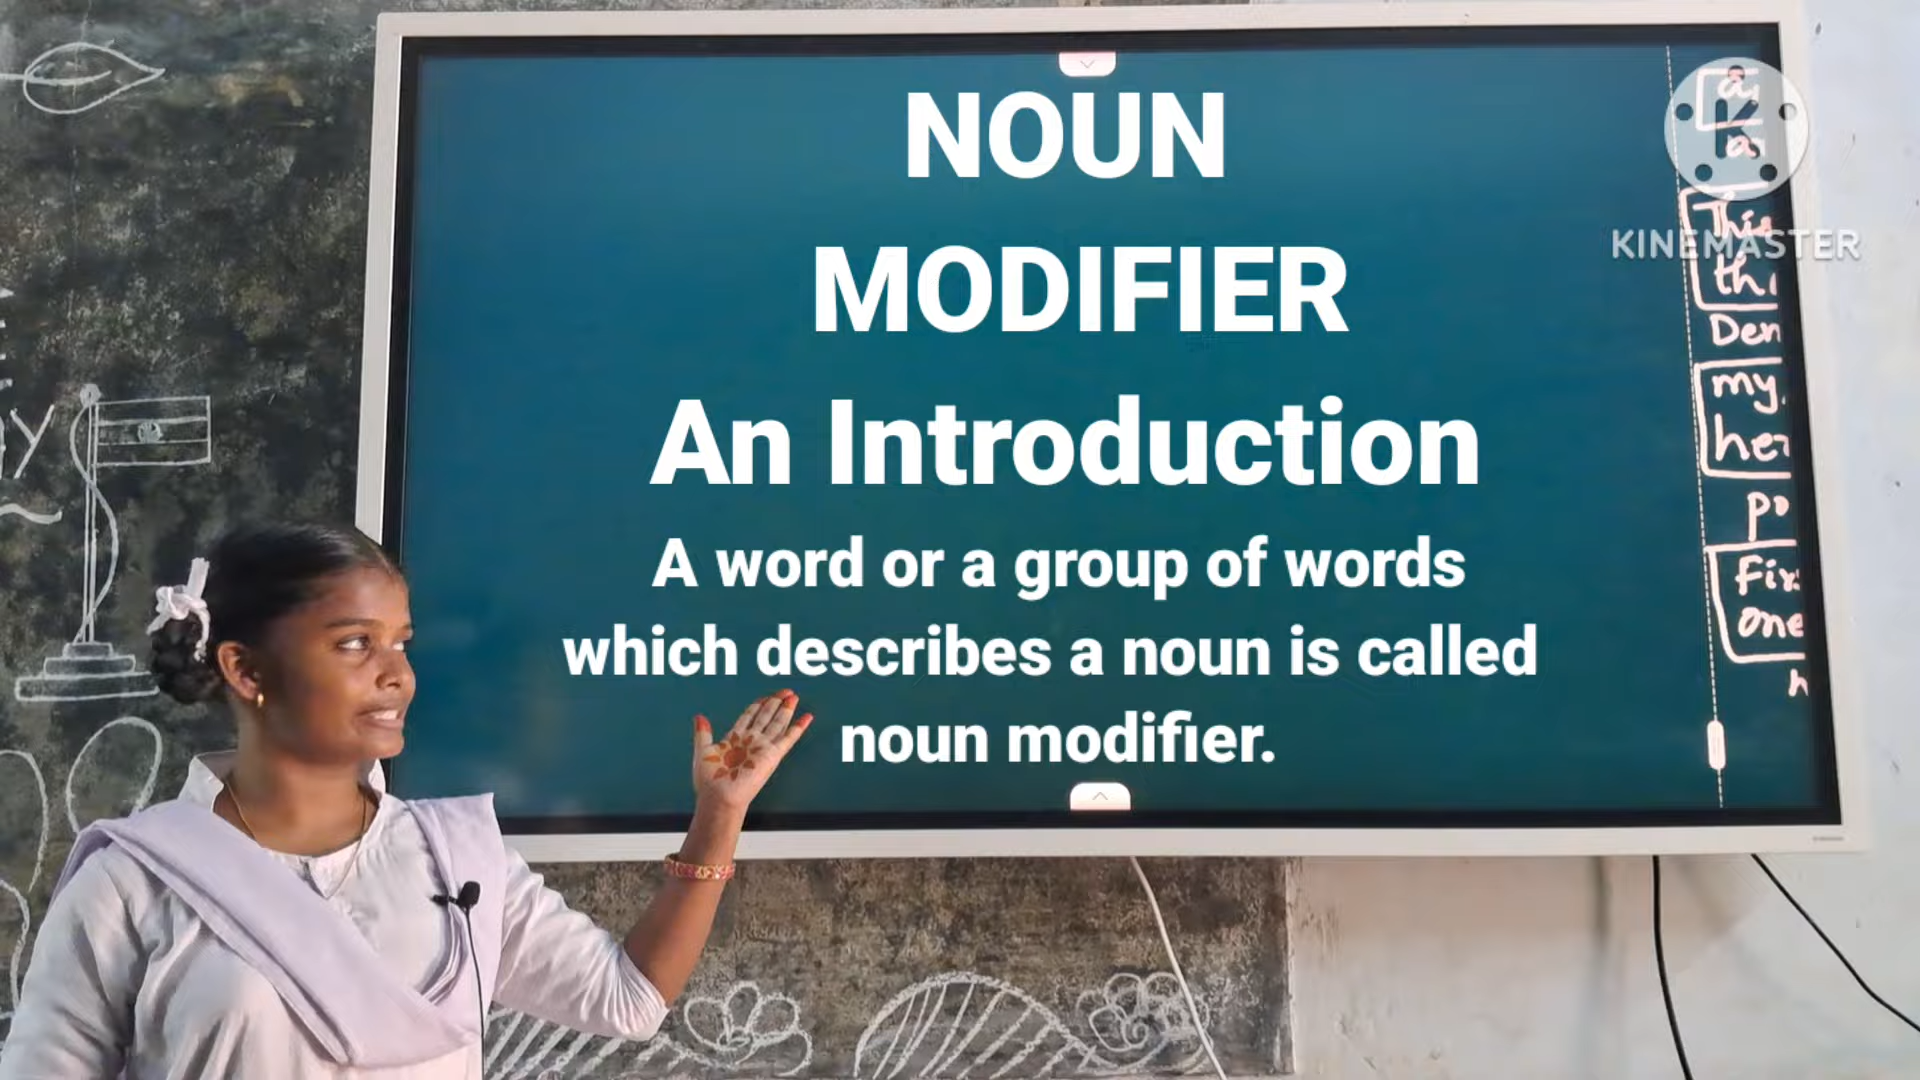 NOUN
MODIFIER
An Introduction
A word or a group of words
which describes a noun is called
noun modifier.
KINEMASTER
my
one